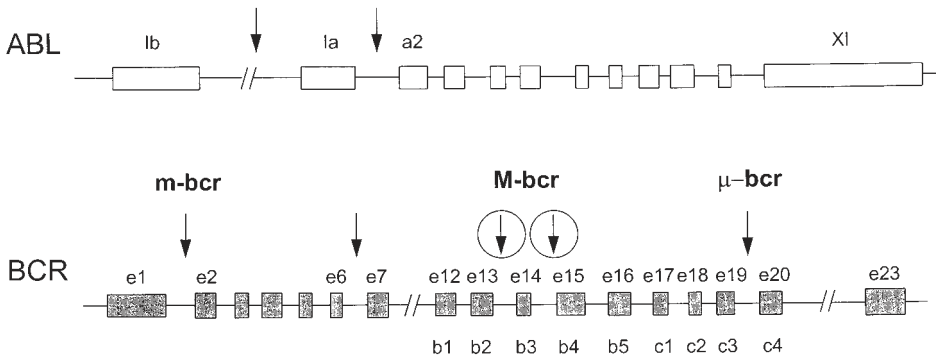 ABL Ib Ia a2 XI
m-bcr M-bcr μ-bcr
BCR e1 e2 e6 e7 e12 e13 e14 e15 e16 e17 e18 e19 e20 e23
b1 b2 b3 b4 b5 c1 c2 c3 c4